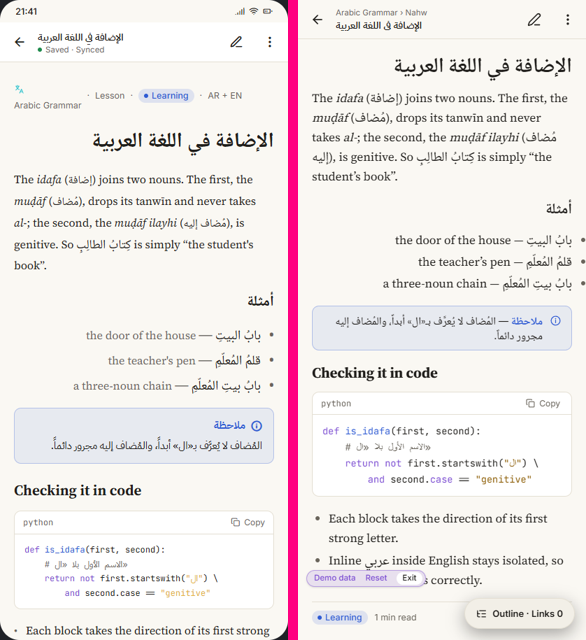 21:41
الإضافة في اللغة العربية
Saved · Synced
Arabic Grammar · Lesson · Learning · AR + EN
الإضافة في اللغة العربية
The idafa (إضافة) joins two nouns. The first, the
muḍāf (مُضاف), drops its tanwīn and never takes
al-; the second, the muḍāf ilayhi (مُضاف إليه), is
genitive. So كِتابُ الطالِبِ is simply “the student's
book”.
أمثلة
• بابُ البيتِ — the door of the house
• قلمُ المُعلّمِ — the teacher's pen
• بابُ بيتِ المُعلّمِ — a three-noun chain
ملاحظة
المُضاف لا يُعرَّف بـ«ال» أبداً، والمُضاف إليه مجرور دائماً.
Checking it in code
python
Copy
def is_idafa(first, second):
# الاسم الأول بلا «ال»
return not first.startswith("ال") \
and second.case == "genitive"
• Each block takes the direction of its first strong
Arabic Grammar › Nahw
الإضافة في اللغة العربية
الإضافة في اللغة العربية
The idafa (إضافة) joins two nouns. The first, the
muḍāf (مُضاف), drops its tanwīn and never
takes al-; the second, the muḍāf ilayhi (مُضاف
إليه), is genitive. So كِتابُ الطالِبِ is simply “the
student’s book”.
أمثلة
• بابُ البيتِ — the door of the house
• قلمُ المُعلّمِ — the teacher’s pen
• بابُ بيتِ المُعلّمِ — a three-noun chain
ملاحظة — المُضاف لا يُعرَّف بـ«ال» أبداً، والمُضاف إليه
مجرور دائماً.
Checking it in code
python
Copy
def is_idafa(first, second):
# الاسم الأول بلا «ال»
return not first.startswith("ال") \
and second.case == "genitive"
• Each block takes the direction of its first
strong letter.
• Inline عربي inside English stays isolated, so
correctly.
Demo data Reset Exit
Learning 1 min read
Outline · Links 0